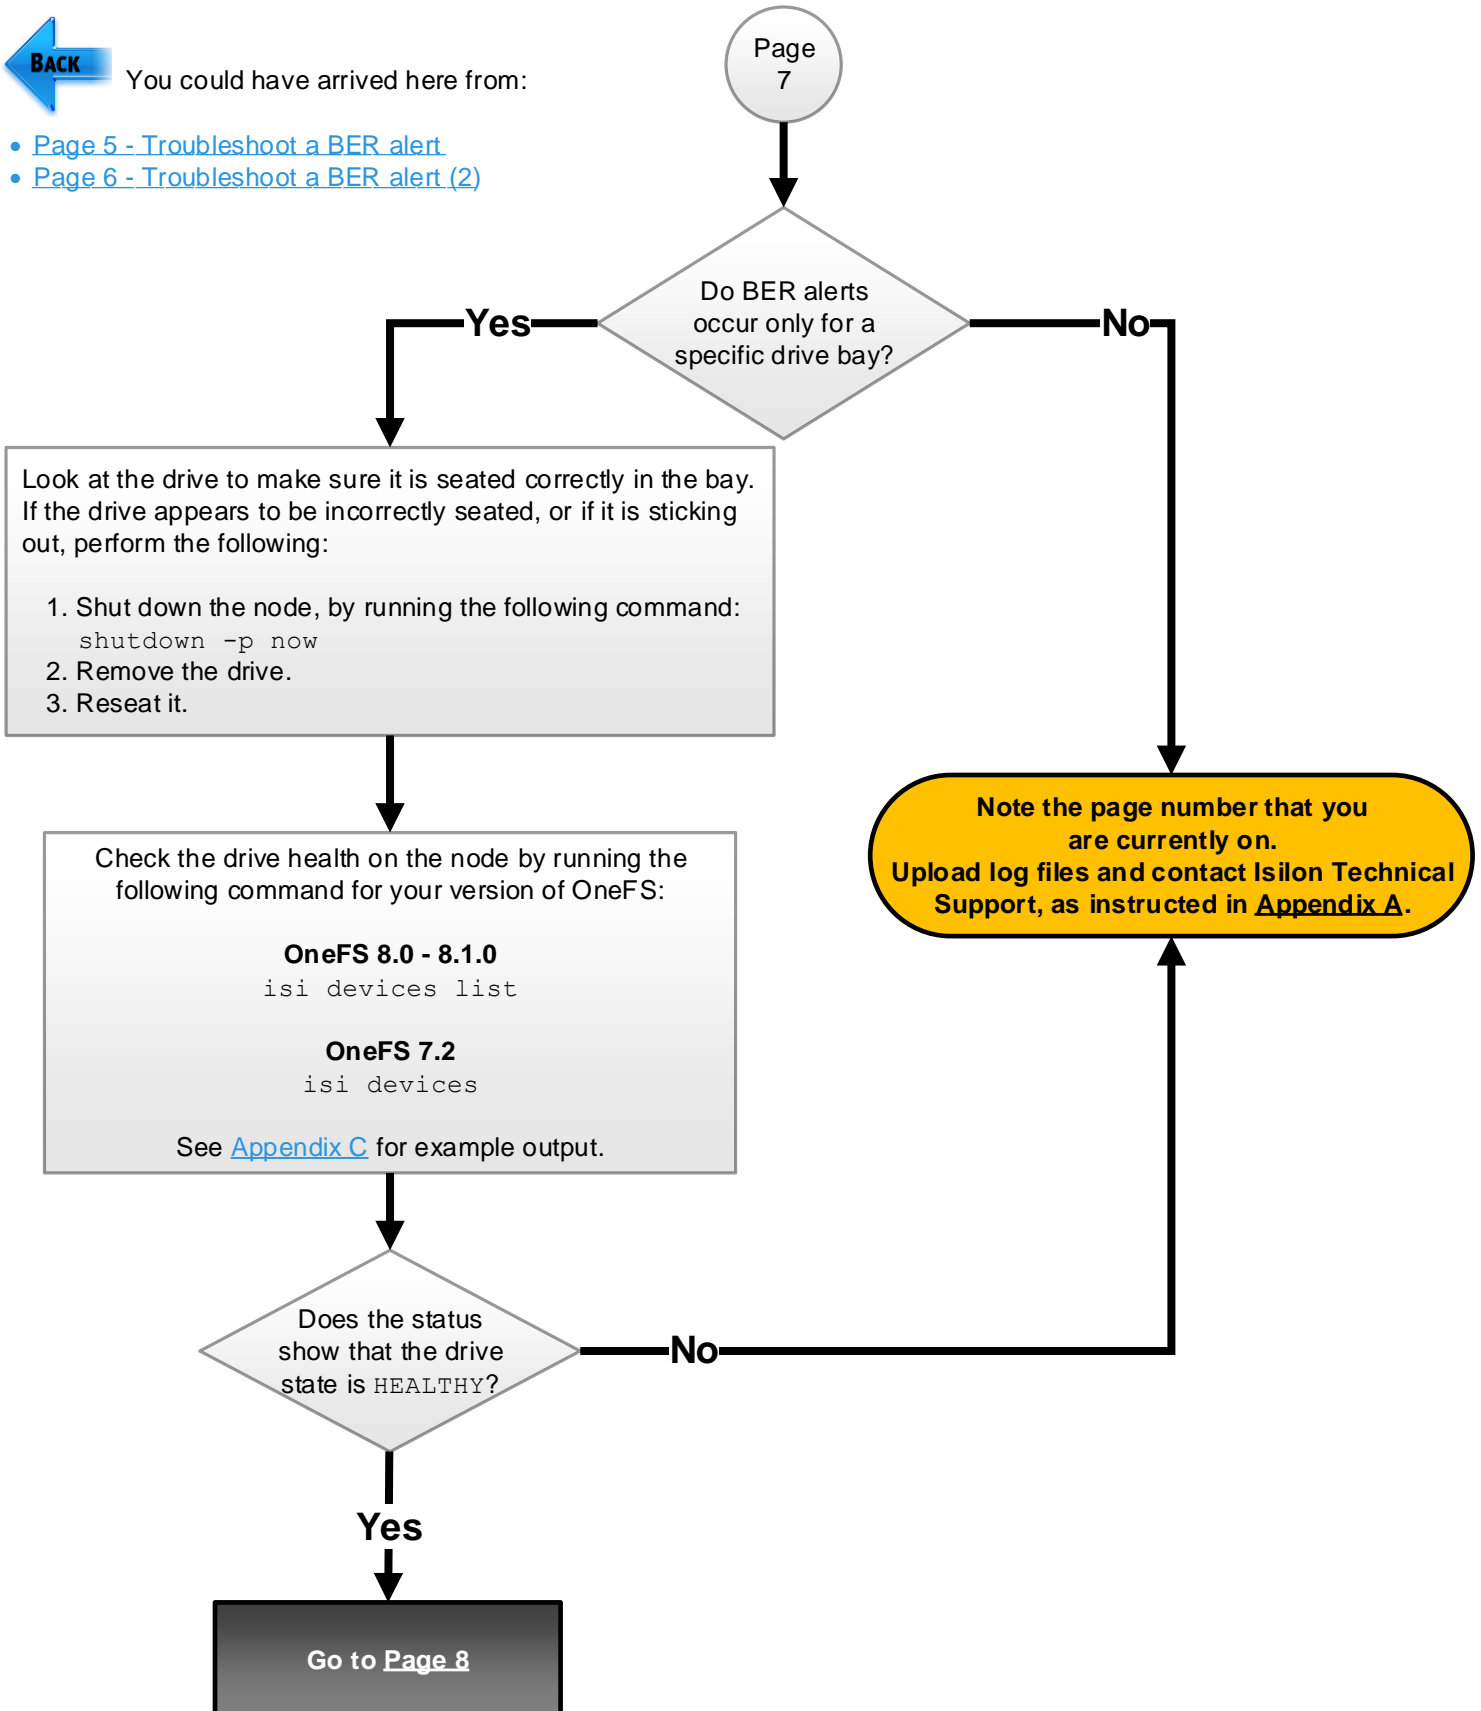 BACK
You could have arrived here from:
• Page 5 - Troubleshoot a BER alert
• Page 6 - Troubleshoot a BER alert (2)
Page
7
Do BER alerts
occur only for a
specific drive bay?
Yes
No
Look at the drive to make sure it is seated correctly in the bay.
If the drive appears to be incorrectly seated, or if it is sticking
out, perform the following:
1. Shut down the node, by running the following command:
shutdown -p now
2. Remove the drive.
3. Reseat it.
Note the page number that you
are currently on.
Upload log files and contact Isilon Technical
Support, as instructed in Appendix A.
Check the drive health on the node by running the
following command for your version of OneFS:
OneFS 8.0 - 8.1.0
isi devices list
OneFS 7.2
isi devices
See Appendix C for example output.
Does the status
show that the drive
state is HEALTHY?
No
Yes
Go to Page 8